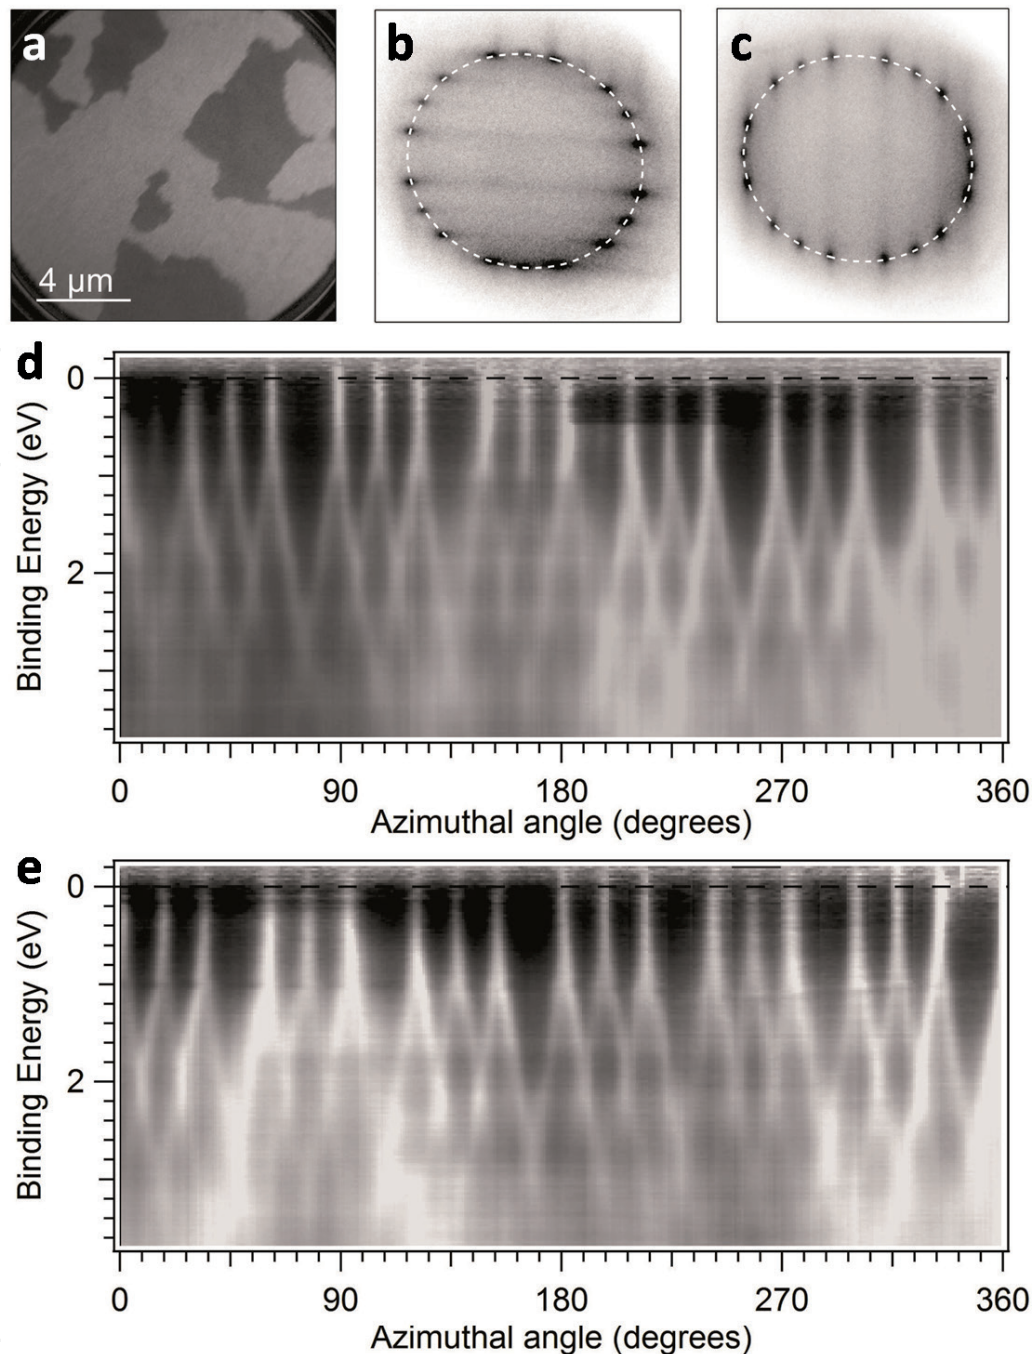 a
b
c
4 µm
d
0
2
Binding Energy (eV)
0 90 180 270 360
Azimuthal angle (degrees)
e
0
2
Binding Energy (eV)
0 90 180 270 360
Azimuthal angle (degrees)